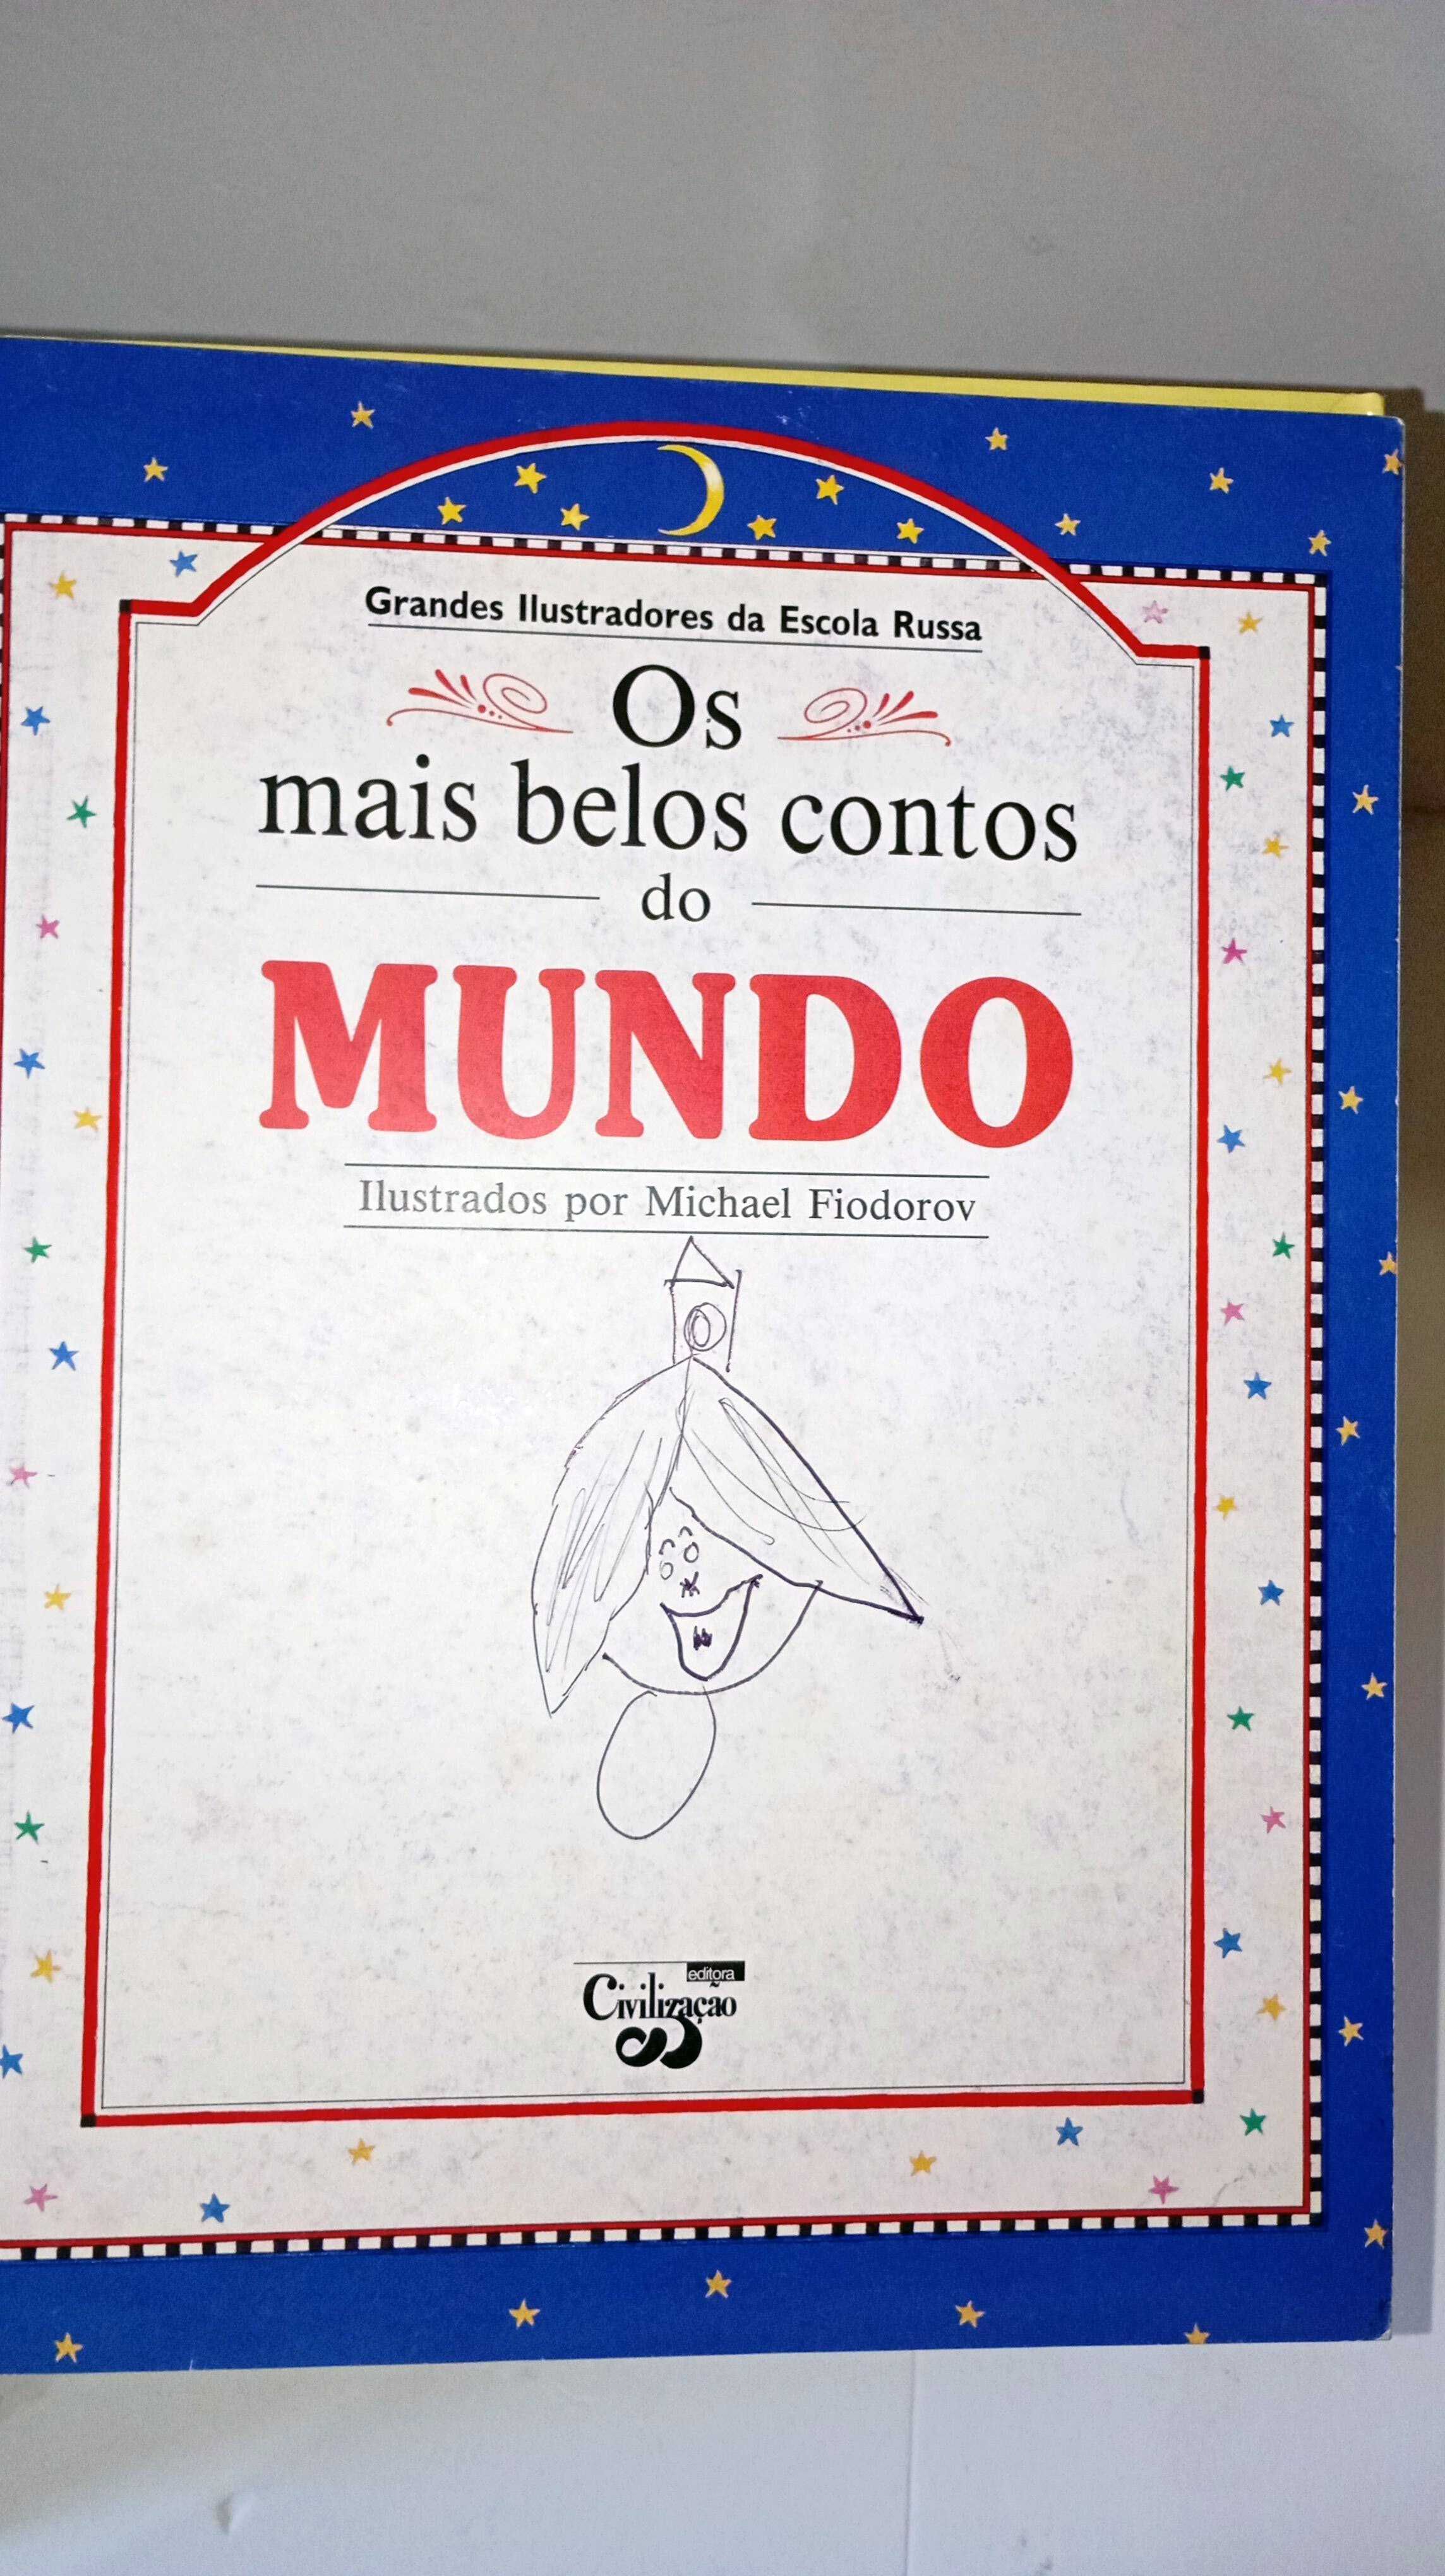 Grandes Ilustradores da Escola Russa
Os
mais belos contos
do
MUNDO
Ilustrados por Michael Fiodorov
editora
Civilização